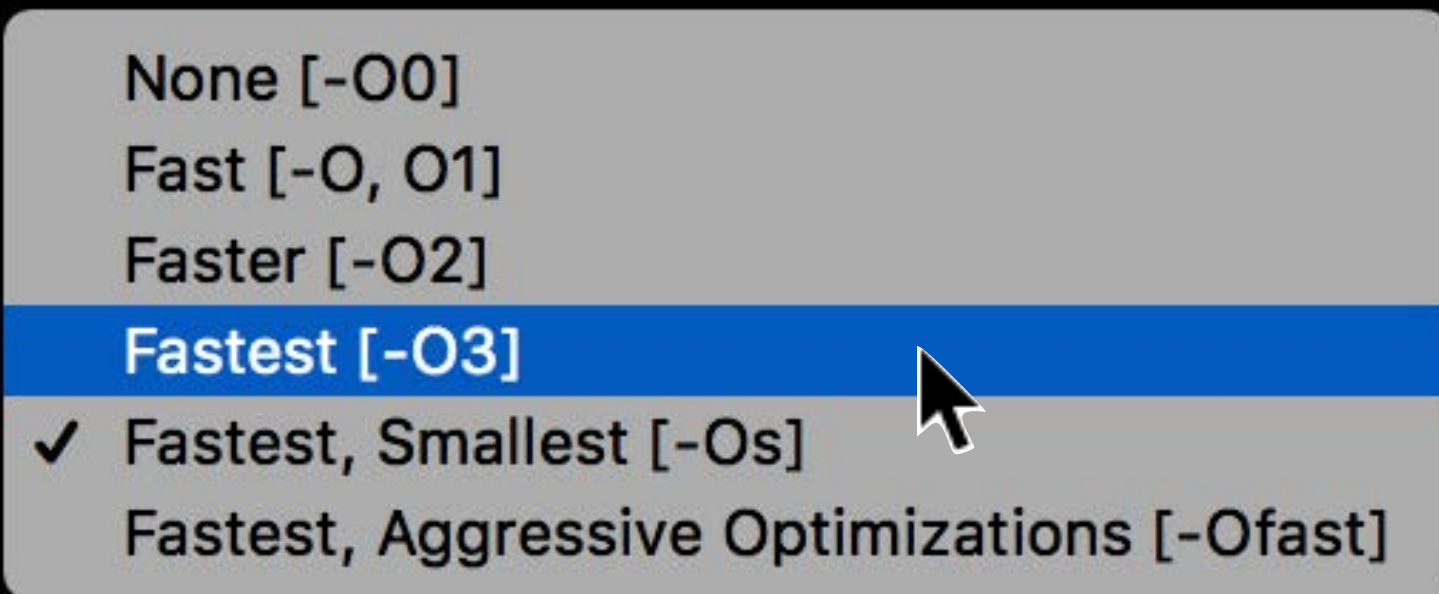 None [-O0]
Fast [-O, O1]
Faster [-O2]
Fastest [-O3]
Fastest, Smallest [-Os]
Fastest, Aggressive Optimizations [-Ofast]